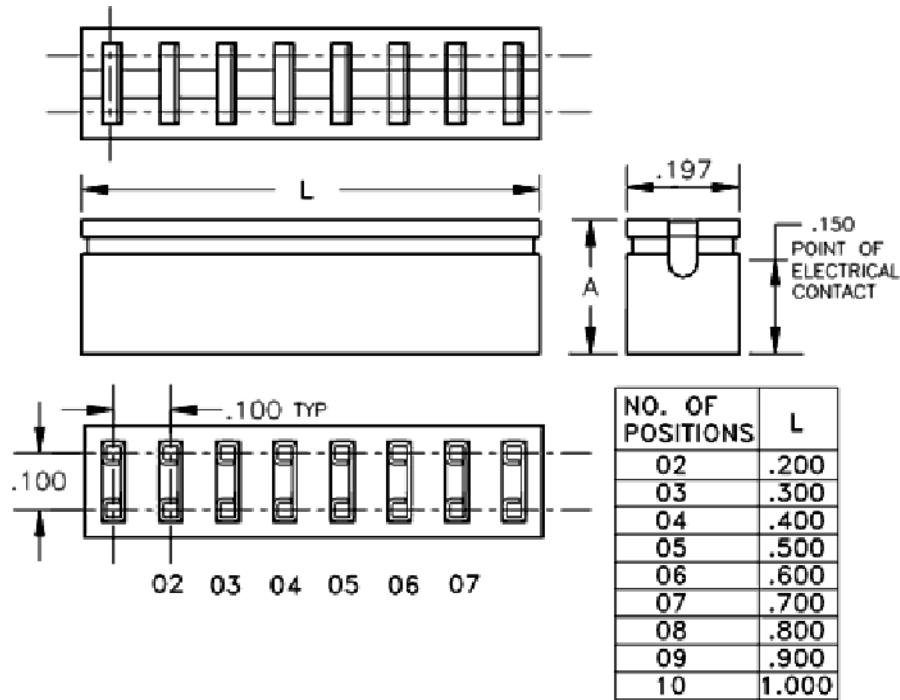 L
.197
.150
POINT OF
ELECTRICAL
CONTACT
A
.100 TYP
.100
02 03 04 05 06 07
NO. OF
POSITIONS L
02 .200
03 .300
04 .400
05 .500
06 .600
07 .700
08 .800
09 .900
10 1.000